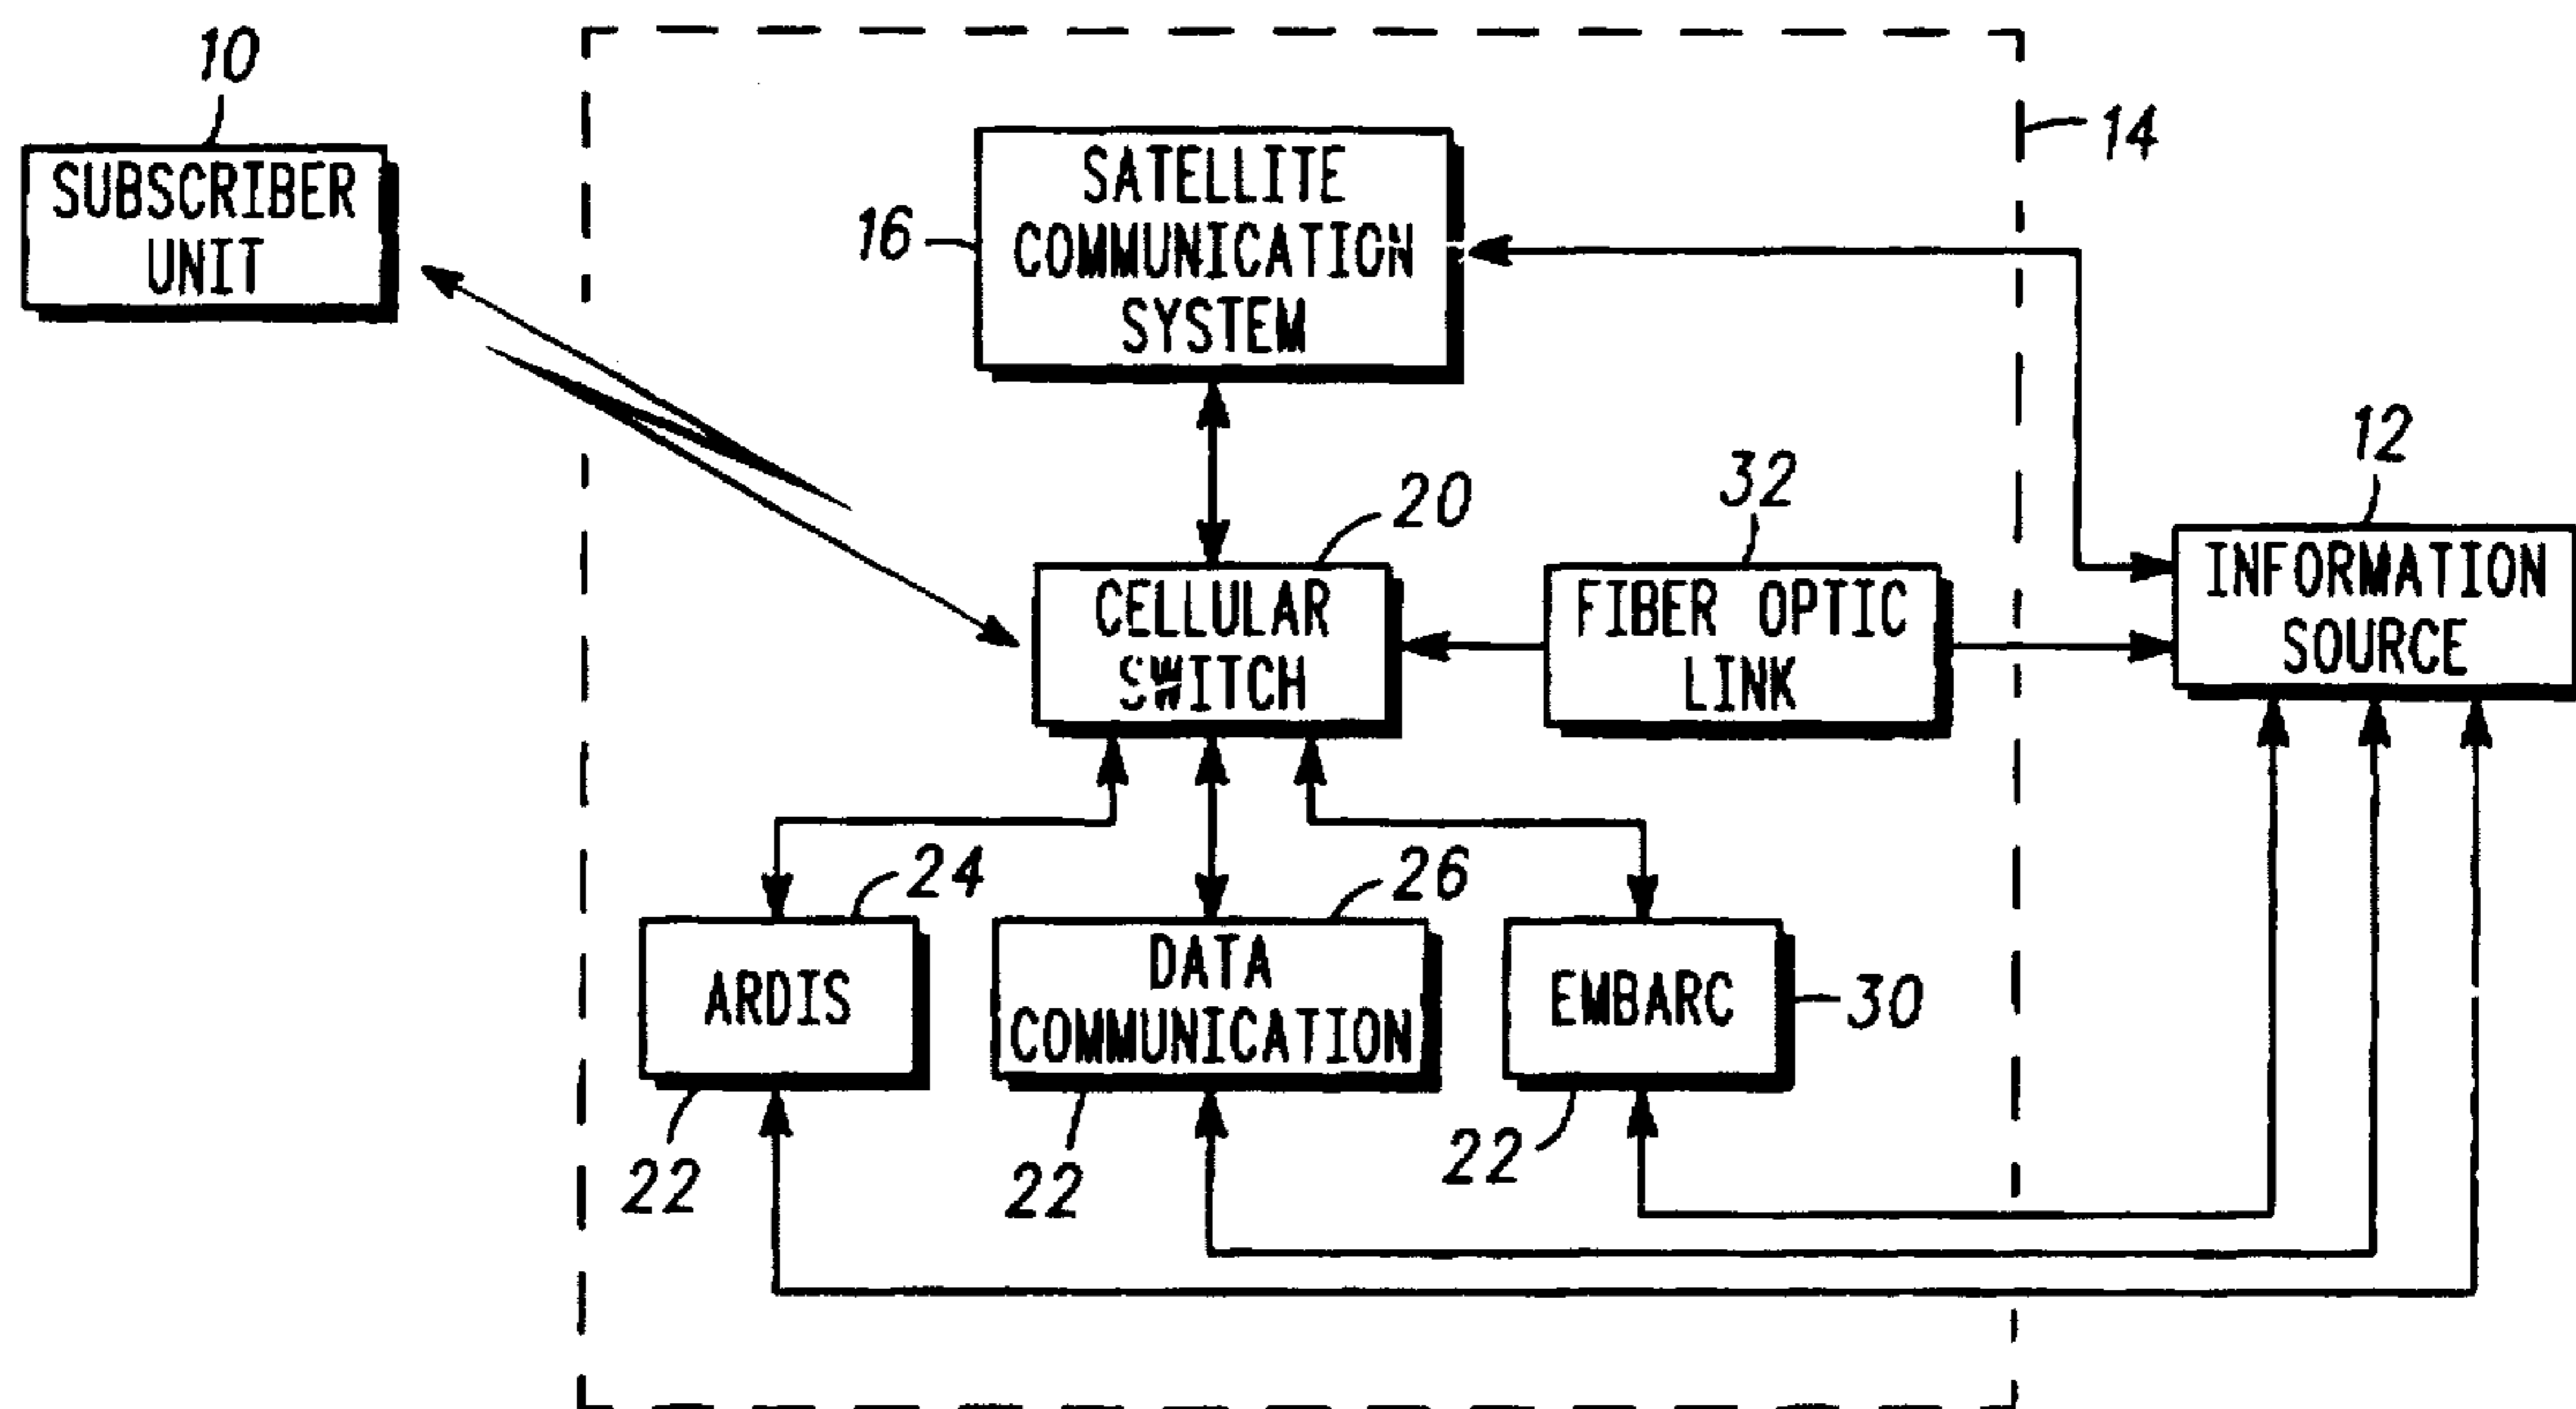 10
SUBSCRIBER
UNIT
14
16
SATELLITE
COMMUNICATION
SYSTEM
20
CELLULAR
SWITCH
32
FIBER OPTIC
LINK
12
INFORMATION
SOURCE
24
ARDIS
22
26
DATA
COMMUNICATION
22
EMBARC
30
22